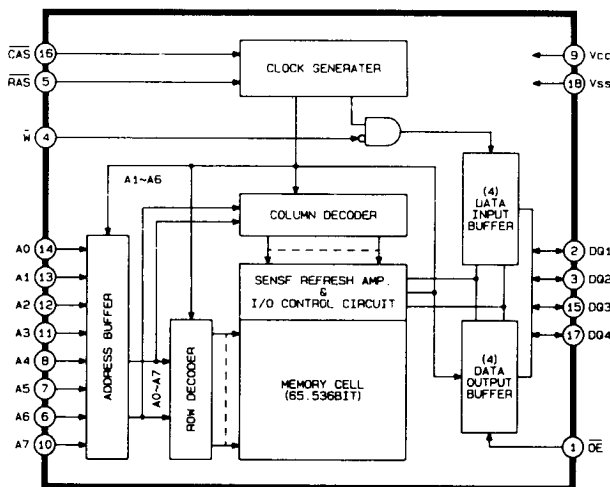 CAS 16
RAS 5
W 4
CLOCK GENERATER
9 Vcc
18 Vss
A1~A6
COLUMN DECODER
(4)
DATA
INPUT
BUFFER
SENSF REFRESH AMP.
&
I/O CONTROL CIRCUIT
A0 14
A1 13
A2 12
A3 11
A4 8
A5 7
A6 6
A7 10
ADDRESS BUFFER
A0~A7
ROW DECODER
MEMORY CELL
(65.536BIT)
(4)
DATA
OUTPUT
BUFFER
2 DQ1
3 DQ2
15 DQ3
17 DQ4
1 OE